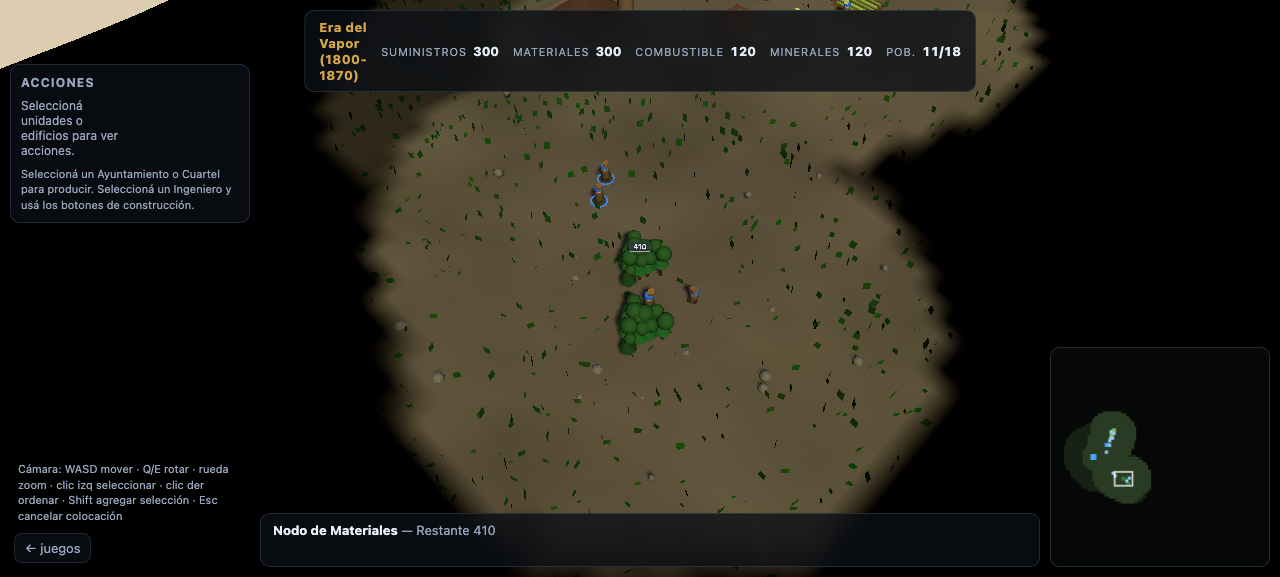 Era del
Vapor
(1800-
1870)
SUMINISTROS 300 MATERIALES 300 COMBUSTIBLE 120 MINERALES 120 POB. 11/18
ACCIONES
Seleccioná
unidades o
edificios para ver
acciones.
Seleccioná un Ayuntamiento o Cuartel
para producir. Seleccioná un Ingeniero y
usá los botones de construcción.
410
Cámara: WASD mover · Q/E rotar · rueda
zoom · clic izq seleccionar · clic der
ordenar · Shift agregar selección · Esc
cancelar colocación
← juegos
Nodo de Materiales — Restante 410